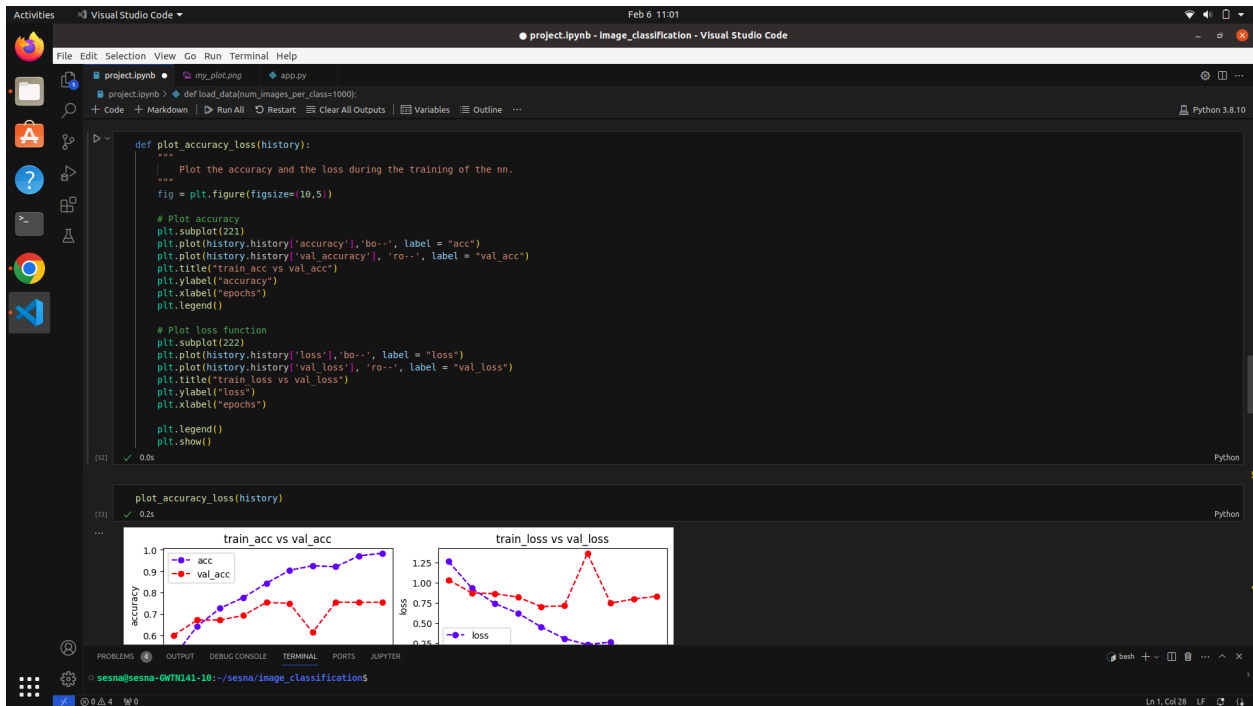 Activities Visual Studio Code Feb 6 11:01
project.ipynb - image_classification - Visual Studio Code
File Edit Selection View Go Run Terminal Help
project.ipynb my_plot.png app.py
project.ipynb > def load_data(num_images_per_class=1000):
+ Code + Markdown Run All Restart Clear All Outputs Variables Outline ... Python 3.8.10
def plot_accuracy_loss(history):
"""
Plot the accuracy and the loss during the training of the nn.
"""
fig = plt.figure(figsize=(10,5))
# Plot accuracy
plt.subplot(221)
plt.plot(history.history['accuracy'],'bo--', label = "acc")
plt.plot(history.history['val_accuracy'], 'ro--', label = "val_acc")
plt.title("train_acc vs val_acc")
plt.ylabel("accuracy")
plt.xlabel("epochs")
plt.legend()
# Plot loss function
plt.subplot(222)
plt.plot(history.history['loss'],'bo--', label = "loss")
plt.plot(history.history['val_loss'], 'ro--', label = "val_loss")
plt.title("train_loss vs val_loss")
plt.ylabel("loss")
plt.xlabel("epochs")
plt.legend()
plt.show()
[12] 0.0s Python
plot_accuracy_loss(history)
[13] 0.2s Python
train_acc vs val_acc
1.0
0.9
0.8
0.7
0.6
accuracy
acc
val_acc
train_loss vs val_loss
1.25
1.00
0.75
0.50
0.25
loss
loss
PROBLEMS 4 OUTPUT DEBUG CONSOLE TERMINAL PORTS JUPYTER bash
sesna@sesna-GWTN141-10:~/sesna/image_classification$
0 4 0 Ln 1, Col 28 LF